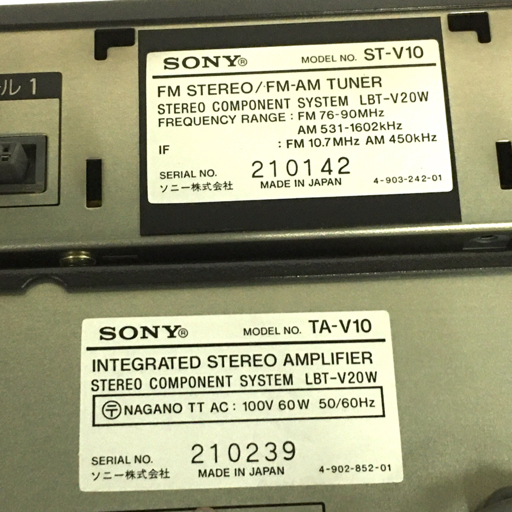 ル 1
SONY® MODEL NO. ST-V10
FM STEREO/FM-AM TUNER
STEREO COMPONENT SYSTEM LBT-V20W
FREQUENCY RANGE : FM 76-90MHz
AM 531-1602kHz
IF : FM 10.7MHz AM 450kHz
SERIAL NO. 210142
ソニー株式会社 MADE IN JAPAN 4-903-242-01
SONY® MODEL NO. TA-V10
INTEGRATED STEREO AMPLIFIER
STEREO COMPONENT SYSTEM LBT-V20W
〒 NAGANO TT AC : 100V 60W 50/60Hz
SERIAL NO. 210239
ソニー株式会社 MADE IN JAPAN 4-902-852-01